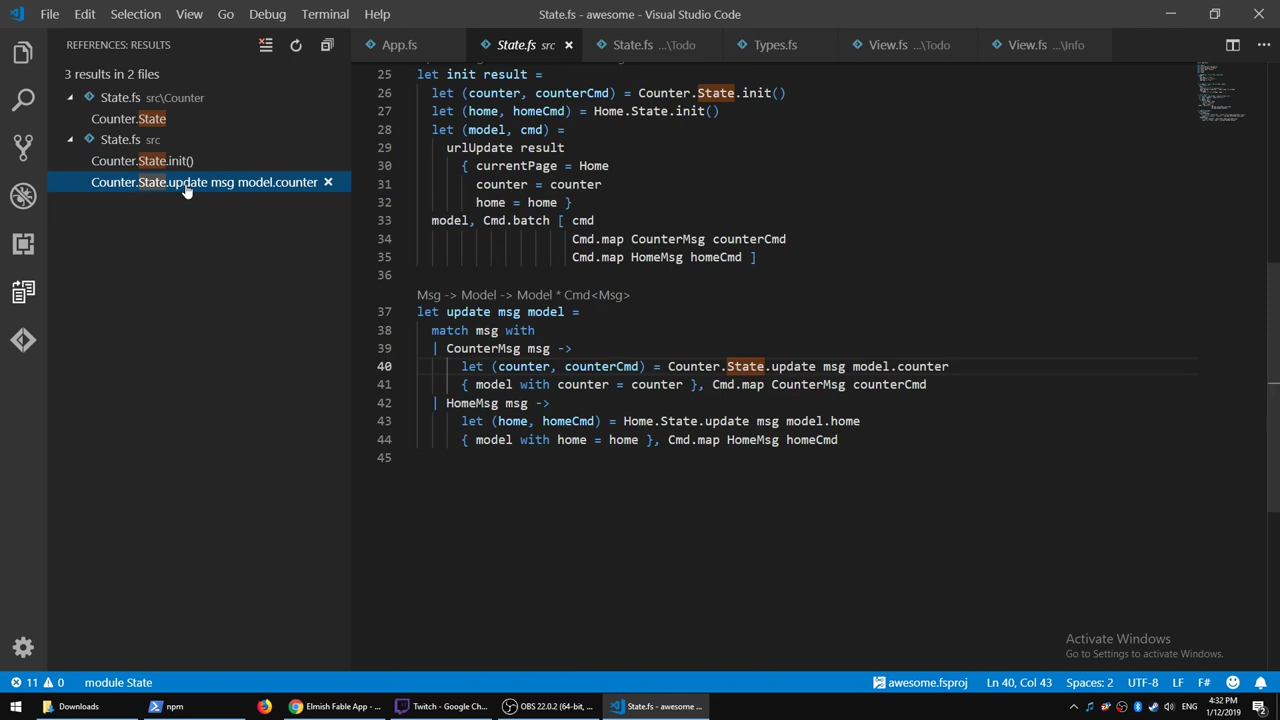 File Edit Selection View Go Debug Terminal Help
State.fs - awesome - Visual Studio Code
REFERENCES: RESULTS
App.fs
State.fs src
State.fs ...\Todo
Types.fs
View.fs ...\Todo
View.fs ...\Info
3 results in 2 files
State.fs src\Counter
Counter.State
State.fs src
Counter.State.init()
Counter.State.update msg model.counter
25 let init result =
26 let (counter, counterCmd) = Counter.State.init()
27 let (home, homeCmd) = Home.State.init()
28 let (model, cmd) =
29 urlUpdate result
30 { currentPage = Home
31 counter = counter
32 home = home }
33 model, Cmd.batch [ cmd
34 Cmd.map CounterMsg counterCmd
35 Cmd.map HomeMsg homeCmd ]
36
Msg -> Model -> Model * Cmd<Msg>
37 let update msg model =
38 match msg with
39 | CounterMsg msg ->
40 let (counter, counterCmd) = Counter.State.update msg model.counter
41 { model with counter = counter }, Cmd.map CounterMsg counterCmd
42 | HomeMsg msg ->
43 let (home, homeCmd) = Home.State.update msg model.home
44 { model with home = home }, Cmd.map HomeMsg homeCmd
45
Activate Windows
Go to Settings to activate Windows.
11 0 module State
awesome.fsproj Ln 40, Col 43 Spaces: 2 UTF-8 LF F#
Downloads
npm
Elmish Fable App - ...
Twitch - Google Ch...
OBS 22.0.2 (64-bit, ...
State.fs - awesome ...
4:32 PM
1/12/2019
2